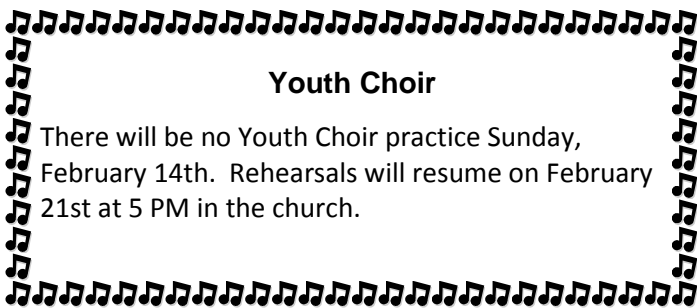 Youth Choir
There will be no Youth Choir practice Sunday,
February 14th.  Rehearsals will resume on February
21st at 5 PM in the church.